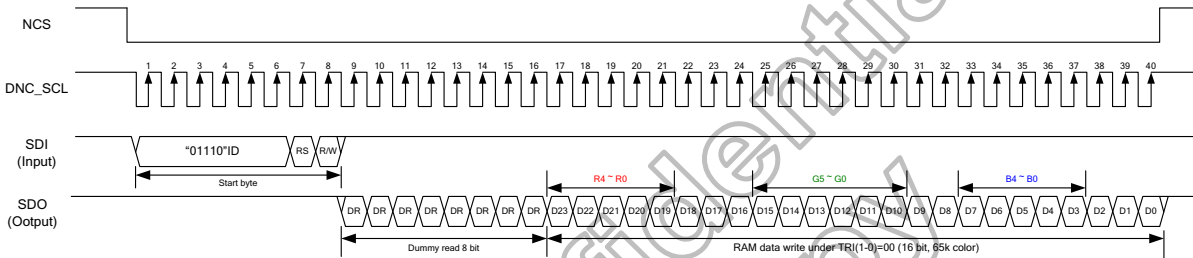 NCS
1 2 3 4 5 6 7 8 9 10 11 12 13 14 15 16 17 18 19 20 21 22 23 24 25 26 27 28 29 30 31 32 33 34 35 36 37 38 39 40
DNC_SCL
SDI
(Input)
"01110"ID RS R/W
Start byte
R4 ~ R0 G5 ~ G0 B4 ~ B0
SDO
(Ootput)
DR DR DR DR DR DR DR DR D23 D22 D21 D20 D19 D18 D17 D16 D15 D14 D13 D12 D11 D10 D9 D8 D7 D6 D5 D4 D3 D2 D1 D0
Dummy read 8 bit
RAM data write under TRI(1-0)=00 (16 bit, 65k color)